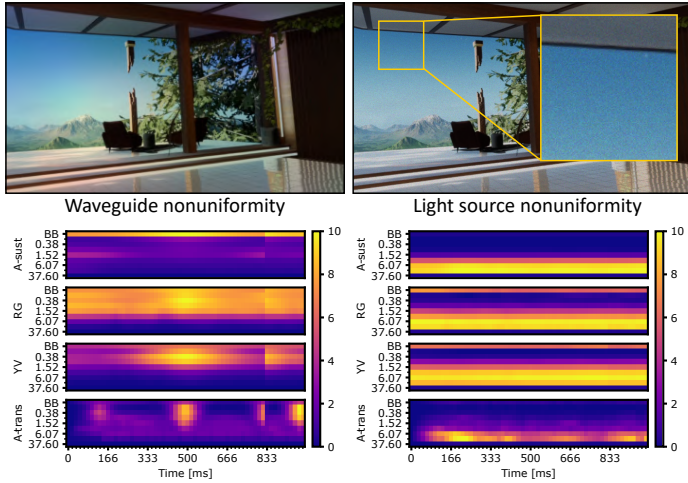 Waveguide nonuniformity
Light source nonuniformity
A-sust
BB
0.38
1.52
6.07
37.60
10
8
6
4
2
0
RG
BB
0.38
1.52
6.07
37.60
YV
BB
0.38
1.52
6.07
37.60
A-trans
BB
0.38
1.52
6.07
37.60
0 166 333 500 666 833
Time [ms]
A-sust
BB
0.38
1.52
6.07
37.60
10
8
6
4
2
0
RG
BB
0.38
1.52
6.07
37.60
YV
BB
0.38
1.52
6.07
37.60
A-trans
BB
0.38
1.52
6.07
37.60
0 166 333 500 666 833
Time [ms]